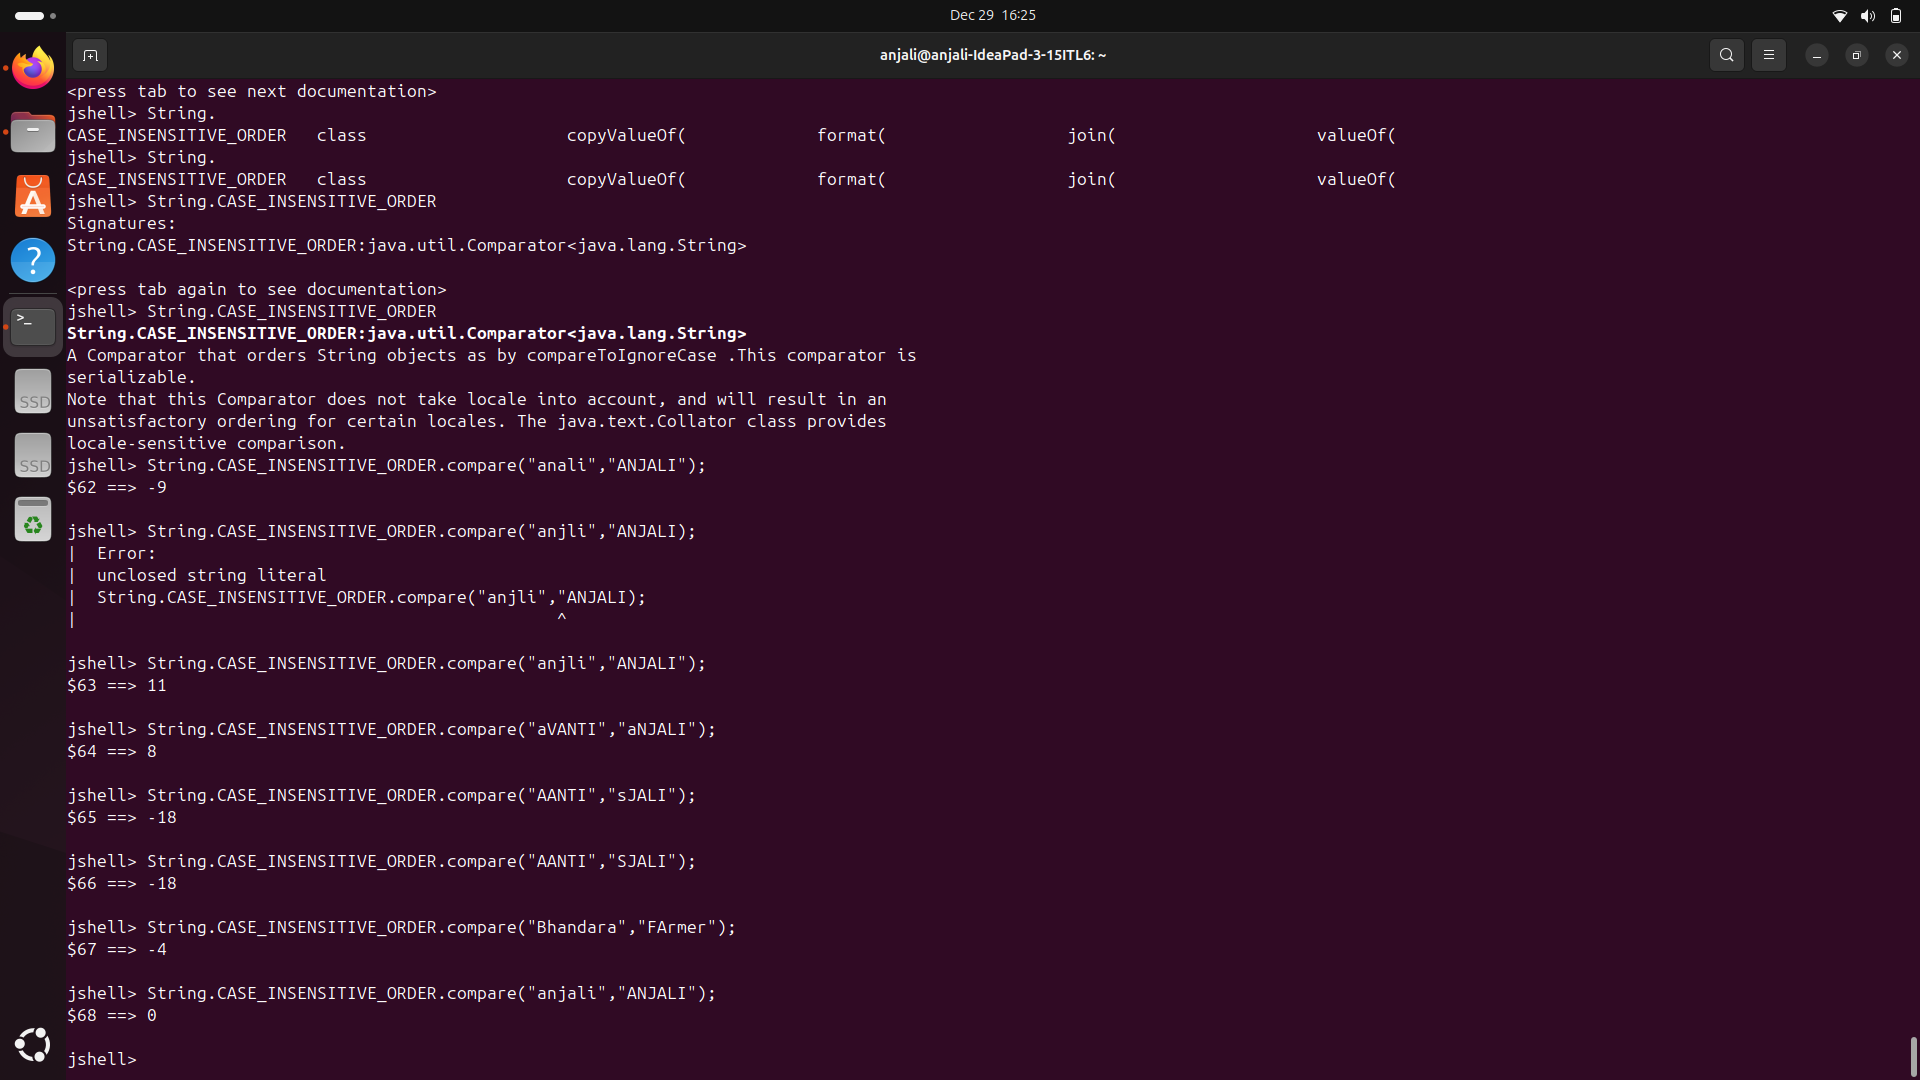 Dec 29 16:25
anjali@anjali-IdeaPad-3-15ITL6: ~
<press tab to see next documentation>
jshell> String.
CASE_INSENSITIVE_ORDER class copyValueOf( format( join( valueOf(
jshell> String.
CASE_INSENSITIVE_ORDER class copyValueOf( format( join( valueOf(
jshell> String.CASE_INSENSITIVE_ORDER
Signatures:
String.CASE_INSENSITIVE_ORDER:java.util.Comparator<java.lang.String>
<press tab again to see documentation>
jshell> String.CASE_INSENSITIVE_ORDER
String.CASE_INSENSITIVE_ORDER:java.util.Comparator<java.lang.String>
A Comparator that orders String objects as by compareToIgnoreCase .This comparator is
serializable.
Note that this Comparator does not take locale into account, and will result in an
unsatisfactory ordering for certain locales. The java.text.Collator class provides
locale-sensitive comparison.
jshell> String.CASE_INSENSITIVE_ORDER.compare("anali","ANJALI");
$62 ==> -9
jshell> String.CASE_INSENSITIVE_ORDER.compare("anjli","ANJALI);
| Error:
| unclosed string literal
| String.CASE_INSENSITIVE_ORDER.compare("anjli","ANJALI);
| ^
jshell> String.CASE_INSENSITIVE_ORDER.compare("anjli","ANJALI");
$63 ==> 11
jshell> String.CASE_INSENSITIVE_ORDER.compare("aVANTI","aNJALI");
$64 ==> 8
jshell> String.CASE_INSENSITIVE_ORDER.compare("AANTI","sJALI");
$65 ==> -18
jshell> String.CASE_INSENSITIVE_ORDER.compare("AANTI","SJALI");
$66 ==> -18
jshell> String.CASE_INSENSITIVE_ORDER.compare("Bhandara","FArmer");
$67 ==> -4
jshell> String.CASE_INSENSITIVE_ORDER.compare("anjali","ANJALI");
$68 ==> 0
jshell>
A
?
>_
SSD
SSD